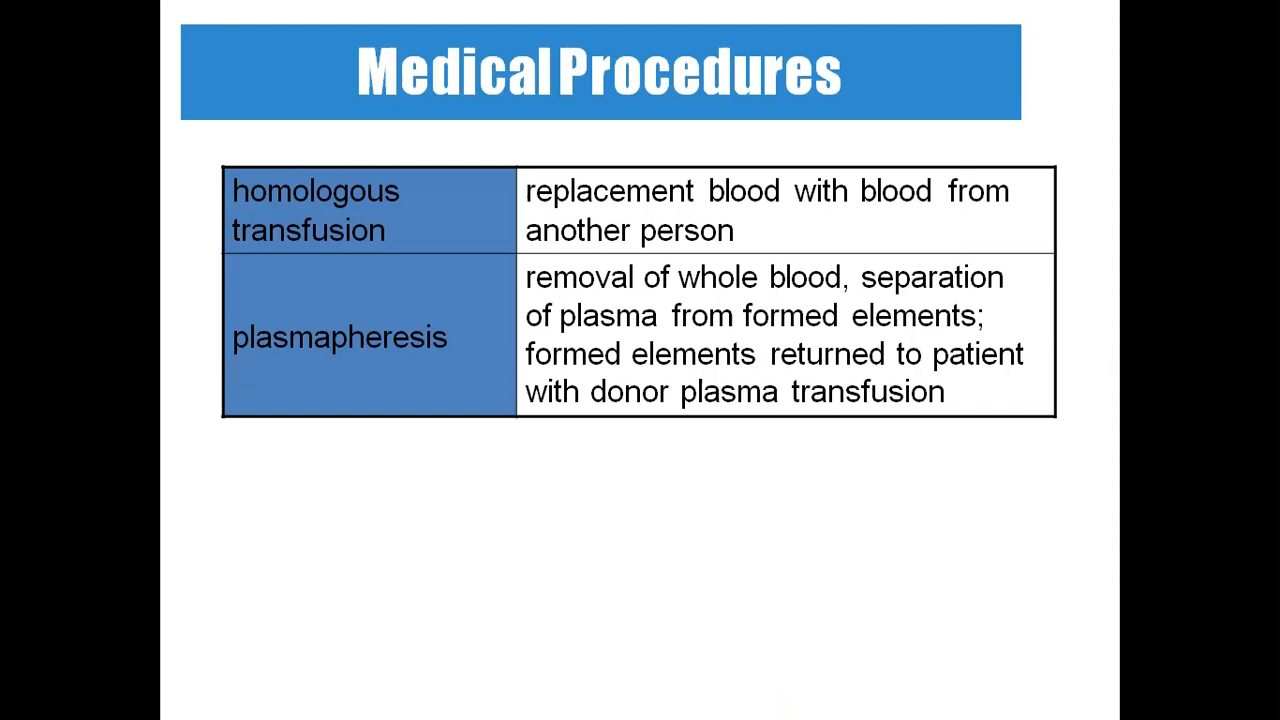 Medical Procedures
homologous
transfusion
replacement blood with blood from
another person
plasmapheresis
removal of whole blood, separation
of plasma from formed elements;
formed elements returned to patient
with donor plasma transfusion